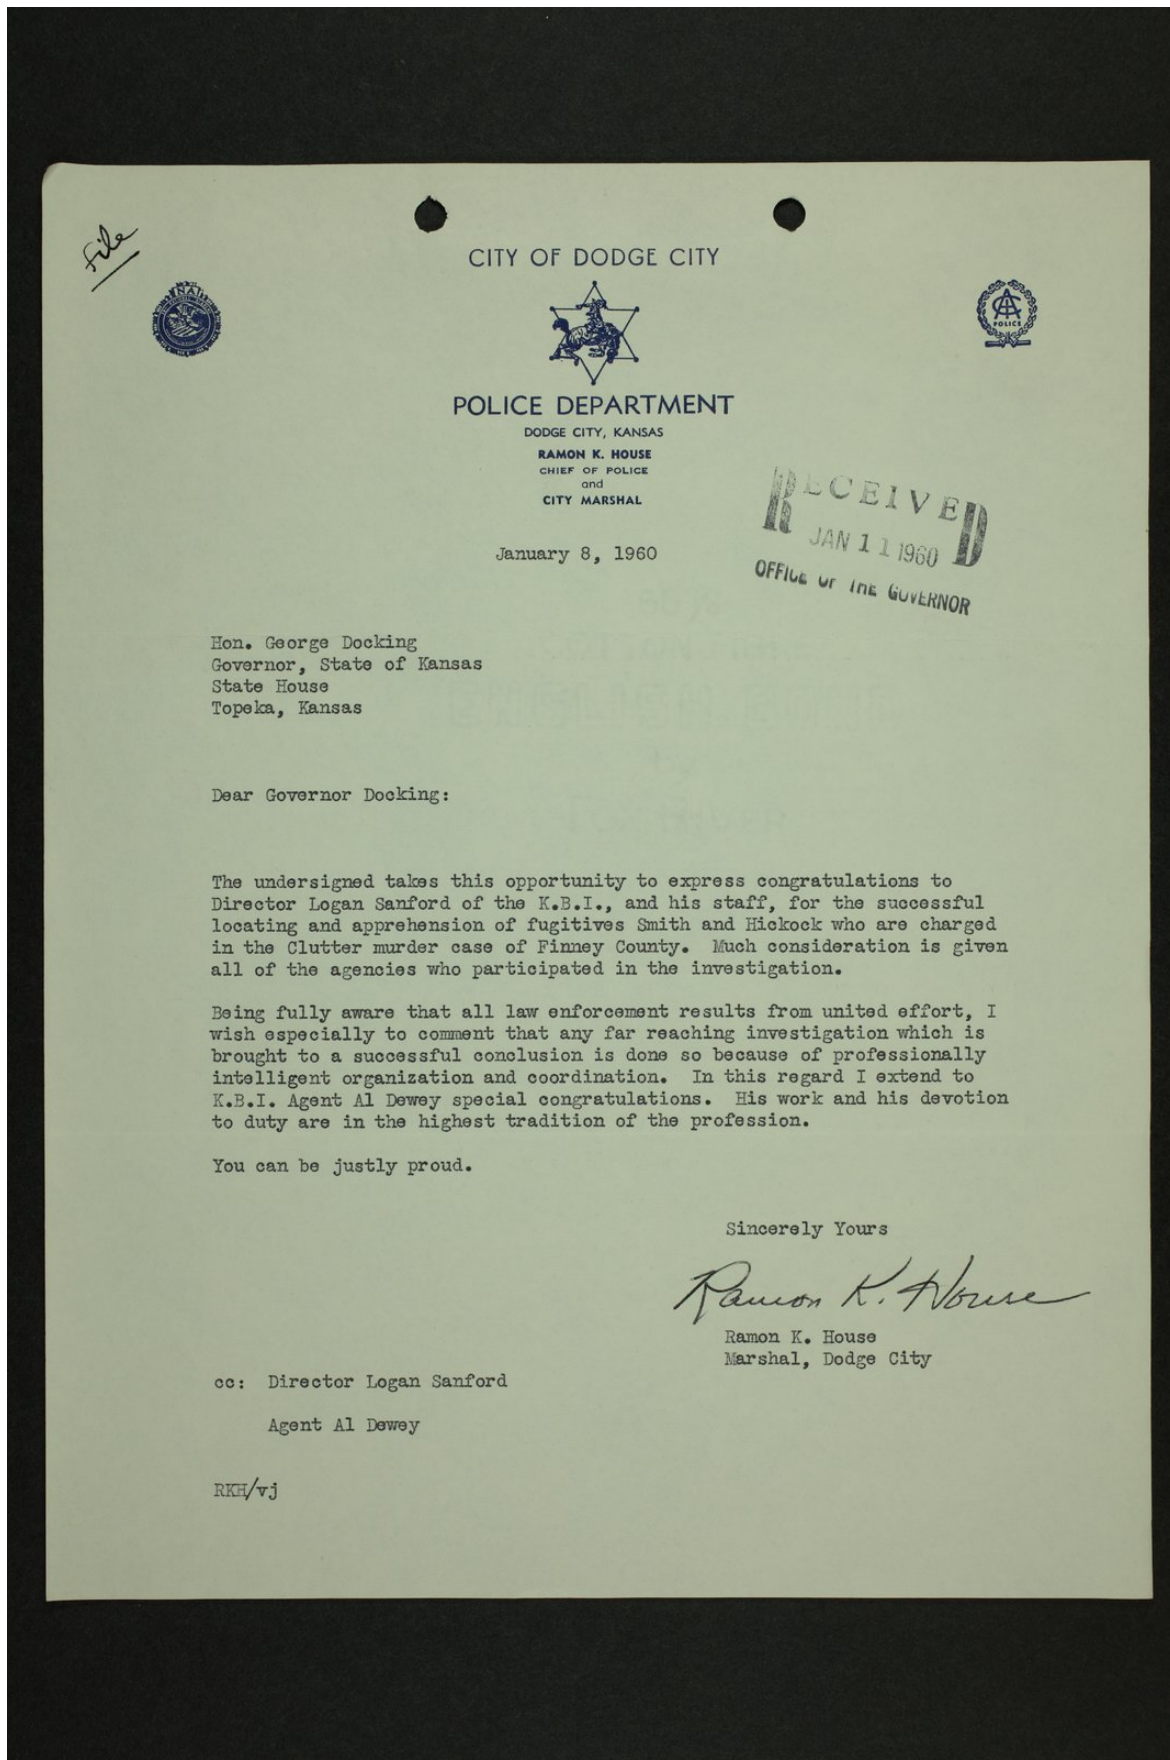 File
CITY OF DODGE CITY
POLICE
POLICE DEPARTMENT
DODGE CITY, KANSAS
RAMON K. HOUSE
CHIEF OF POLICE
and
CITY MARSHAL
RECEIVED
JAN 11 1960
OFFICE OF THE GOVERNOR
January 8, 1960
Hon. George Docking
Governor, State of Kansas
State House
Topeka, Kansas
Dear Governor Docking:
The undersigned takes this opportunity to express congratulations to
Director Logan Sanford of the K.B.I., and his staff, for the successful
locating and apprehension of fugitives Smith and Hickock who are charged
in the Clutter murder case of Finney County. Much consideration is given
all of the agencies who participated in the investigation.
Being fully aware that all law enforcement results from united effort, I
wish especially to comment that any far reaching investigation which is
brought to a successful conclusion is done so because of professionally
intelligent organization and coordination. In this regard I extend to
K.B.I. Agent Al Dewey special congratulations. His work and his devotion
to duty are in the highest tradition of the profession.
You can be justly proud.
Sincerely Yours
Ramon K. House
Ramon K. House
Marshal, Dodge City
cc: Director Logan Sanford
Agent Al Dewey
RKH/vj